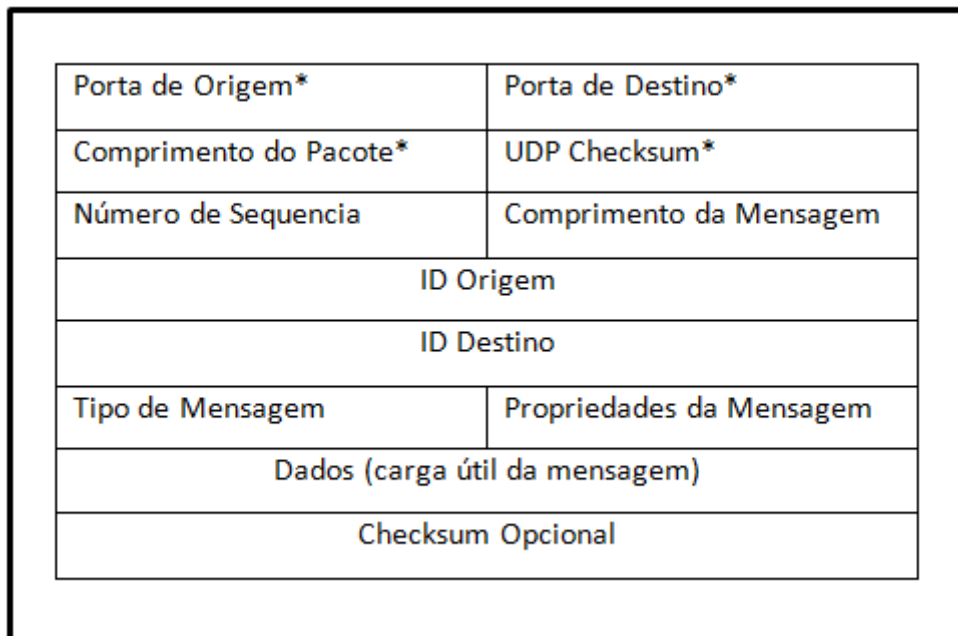 Porta de Origem* Porta de Destino*
Comprimento do Pacote* UDP Checksum*
Número de Sequencia Comprimento da Mensagem
ID Origem
ID Destino
Tipo de Mensagem Propriedades da Mensagem
Dados (carga útil da mensagem)
Checksum Opcional